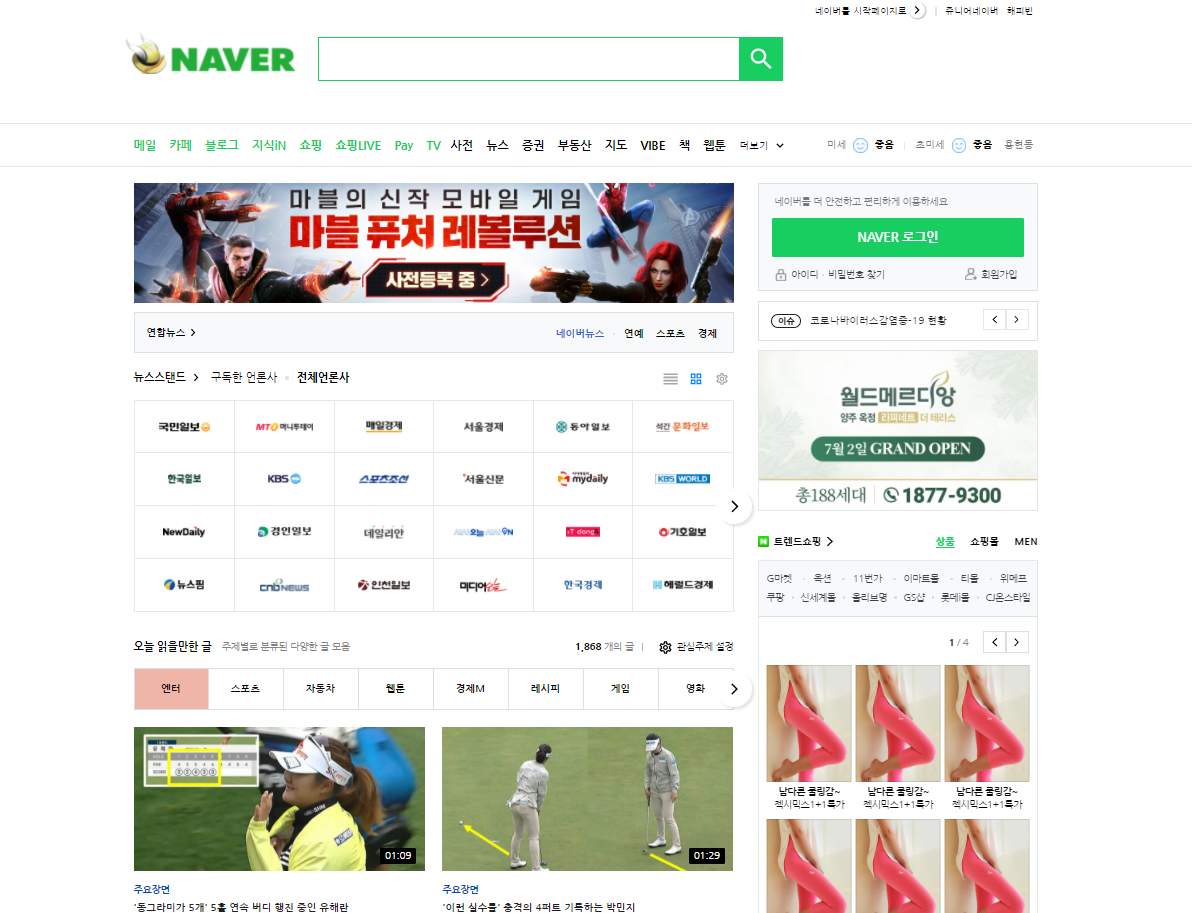 네이버를 시작페이지로 쥬니어네이버 해피빈
NAVER
메일 카페 블로그 지식iN 쇼핑 쇼핑LIVE Pay TV 사전 뉴스 증권 부동산 지도 VIBE 책 웹툰 더보기
미세 좋음 초미세 좋음 용현동
마블의 신작 모바일 게임
마블 퓨처 레볼루션
사전등록 중
네이버를 더 안전하고 편리하게 이용하세요
NAVER 로그인
아이디 · 비밀번호 찾기 회원가입
연합뉴스 네이버뉴스 · 연예 스포츠 경제
이슈 코로나바이러스감염증-19 현황
뉴스스탠드 구독한 언론사 전체언론사
국민일보 MTN 머니투데이 매일경제 서울경제 동아일보 석간 문화일보
한국일보 KBS 스포츠조선 서울신문 mydaily KBS WORLD
NewDaily 경인일보 데일리안 기호일보
뉴스핌 CNB NEWS 인천일보 미디어오늘 한국경제 헤럴드경제
월드메르디앙
양주 옥정 라피네트 더 테라스
7월 2일 GRAND OPEN
총188세대 1877-9300
트렌드쇼핑 상품 쇼핑몰 MEN
G마켓 · 옥션 · 11번가 · 이마트몰 · 티몰 · 위메프
쿠팡 · 신세계몰 · 올리브영 · GS샵 · 롯데몰 · CJ온스타일
1 / 4
오늘 읽을만한 글 주제별로 분류된 다양한 글 모음 1,868 개의 글 관심주제 설정
엔터 스포츠 자동차 웹툰 경제M 레시피 게임 영화
01:09
01:29
주요장면
'동그라미가 5개' 5홀 연속 버디 행진 중인 유해란
주요장면
'이런 실수를' 충격의 4퍼트 기록하는 박민지
남다른 쿨링감~
젝시믹스1+1특가
남다른 쿨링감~
젝시믹스1+1특가
남다른 쿨링감~
젝시믹스1+1특가